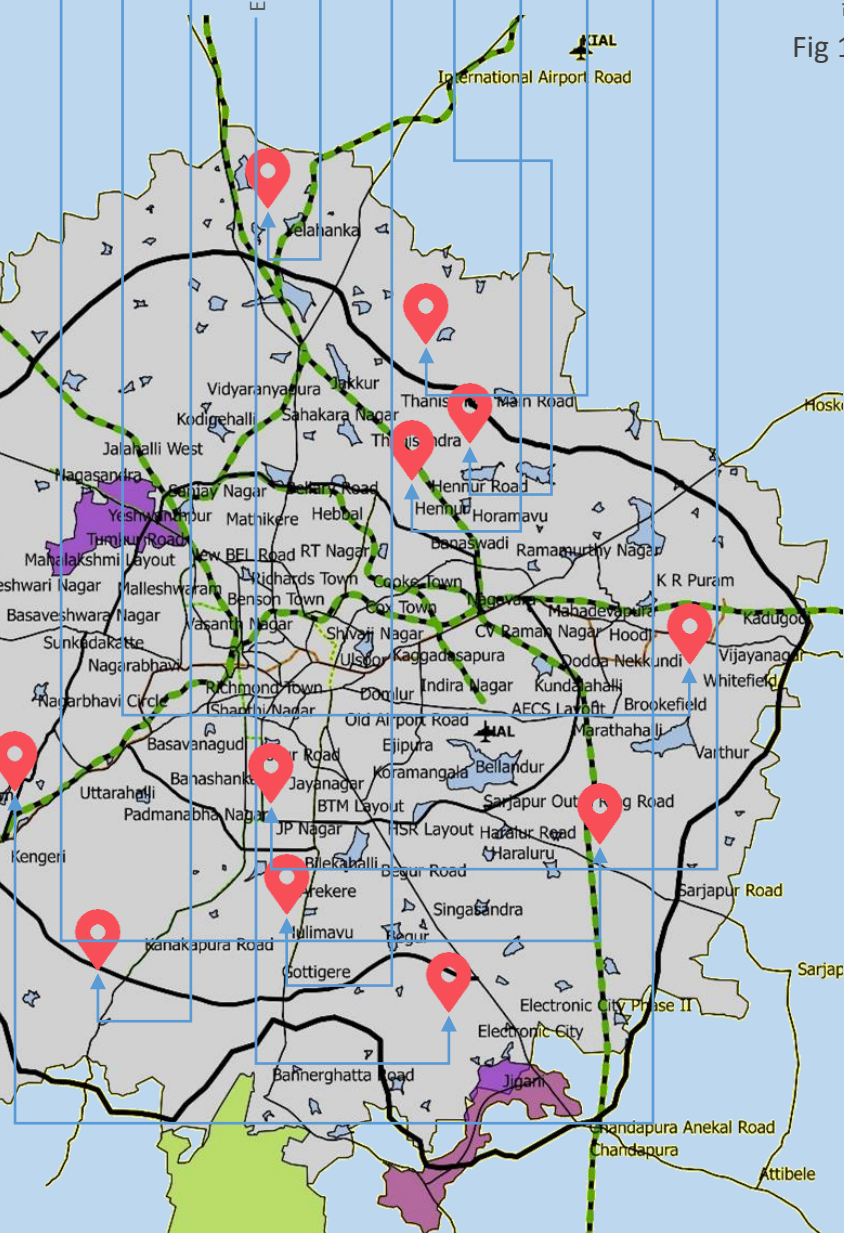 E
KIAL
Fig 1
International Airport Road
Yelahanka
Vidyaranyapura
Jakkur
Main Road
Hosk
Kodigehalli
Sahakara Nagar
Jalahalli West
Nagasandra
Sanjay Nagar
Bellary Road
Hennur Road
Yeshwanthpur
Mathikere
Hebbal
Hennur
Horamavu
Tumkur Road
Banaswadi
Ramamurthy Nagar
Mahalakshmi Layout
New BEL Road
RT Nagar
eshwari Nagar
Malleshwaram
Richards Town
Cooke Town
K R Puram
Benson Town
Cox Town
Nagavara
Mahadevapura
Basaveshwara Nagar
Vasanth Nagar
Shivaji Nagar
CV Raman Nagar
Hoodi
Kadugodi
Sunkadakatte
Nagarabhavi
Ulsoor
Kaggadasapura
Dodda Nekkundi
Vijayanagar
Richmond Town
Domlur
Indira Nagar
Kundalahalli
Whitefield
Nagarbhavi Circle
Shanthi Nagar
Old Airport Road
AECS Layout
Brookefield
HAL
Marathahalli
Basavanagudi
Road
Ejipura
Bellandur
Varthur
Uttarahalli
Jayanagar
Koramangala
Padmanabha Nagar
BTM Layout
Sarjapur Out
Ring Road
JP Nagar
HSR Layout
Haralur Road
Kengeri
Bilekahalli
Begur Road
Haraluru
Sarjapur Road
Singasandra
Kanakapura Road
Begur
Gottigere
Sarjap
Electronic City Phase II
Electronic City
Bannerghatta Road
Jigani
Chandapura Anekal Road
Chandapura
Attibele